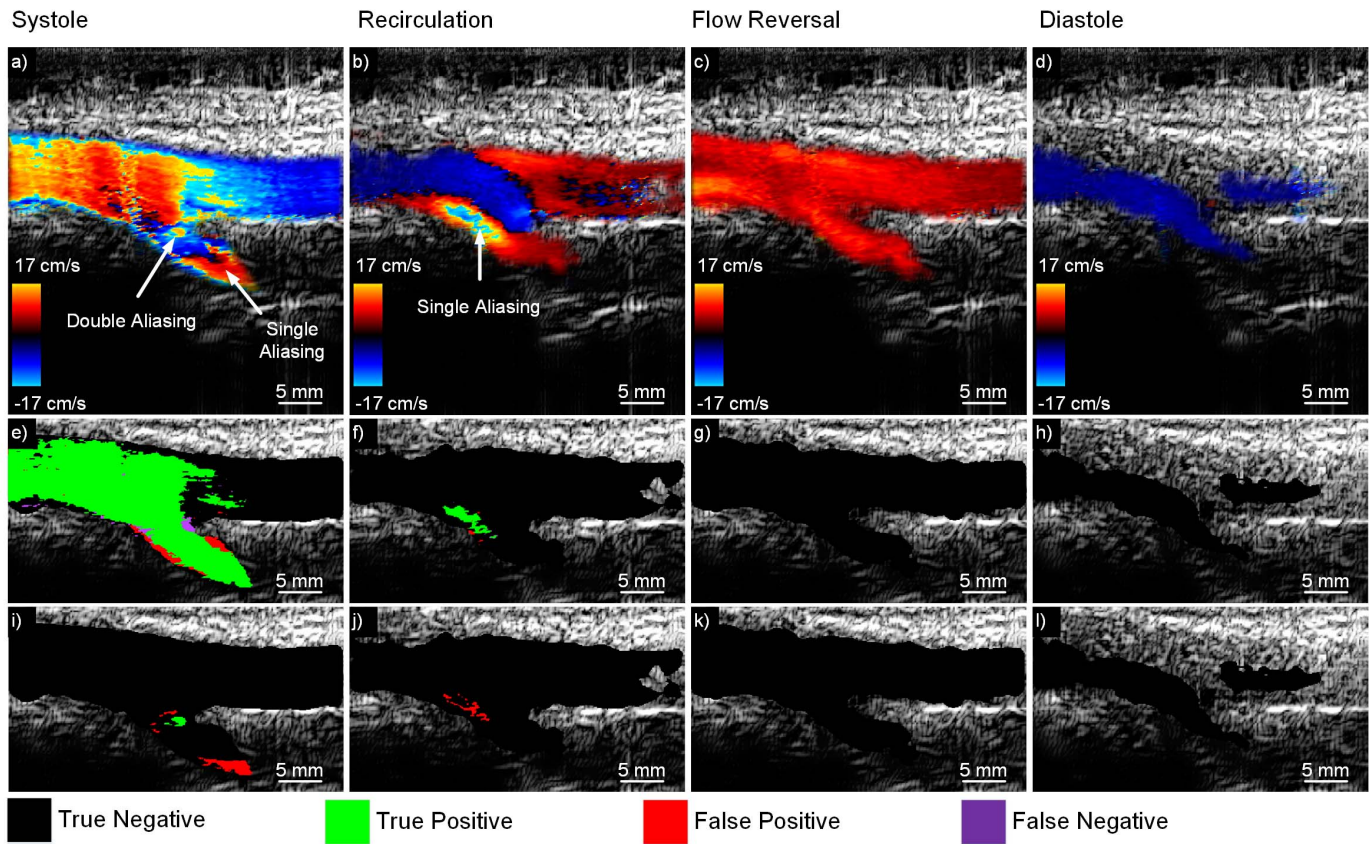 Systole Recirculation Flow Reversal Diastole
a) b) c) d)
17 cm/s 17 cm/s 17 cm/s 17 cm/s
Double Aliasing Single Aliasing Single Aliasing
-17 cm/s 5 mm -17 cm/s 5 mm -17 cm/s 5 mm -17 cm/s 5 mm
e) f) g) h)
5 mm 5 mm 5 mm 5 mm
i) j) k) l)
5 mm 5 mm 5 mm 5 mm
True Negative True Positive False Positive False Negative